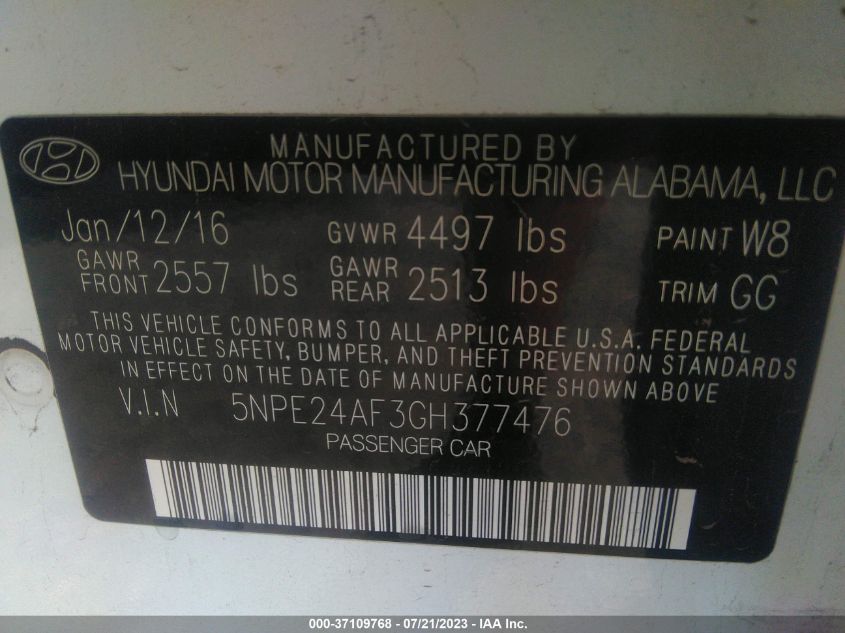 MANUFACTURED BY
HYUNDAI MOTOR MANUFACTURING ALABAMA, LLC
Jan/12/16 GVWR 4497 lbs PAINT W8
GAWR FRONT 2557 lbs GAWR REAR 2513 lbs TRIM GG
THIS VEHICLE CONFORMS TO ALL APPLICABLE U.S.A. FEDERAL
MOTOR VEHICLE SAFETY, BUMPER, AND THEFT PREVENTION STANDARDS
IN EFFECT ON THE DATE OF MANUFACTURE SHOWN ABOVE
V.I.N 5NPE24AF3GH377476
PASSENGER CAR
000-37109768 - 07/21/2023 - IAA Inc.